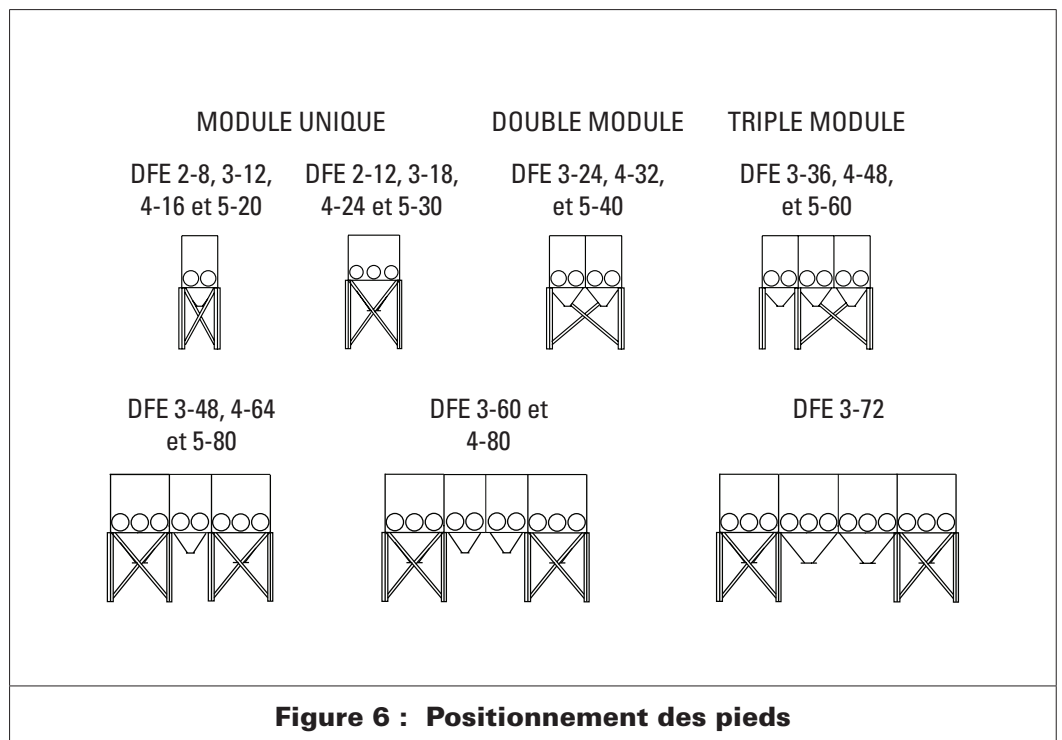 MODULE UNIQUE DOUBLE MODULE TRIPLE MODULE
DFE 2-8, 3-12,
4-16 et 5-20
DFE 2-12, 3-18,
4-24 et 5-30
DFE 3-24, 4-32,
et 5-40
DFE 3-36, 4-48,
et 5-60
DFE 3-48, 4-64
et 5-80
DFE 3-60 et
4-80
DFE 3-72
Figure 6 : Positionnement des pieds